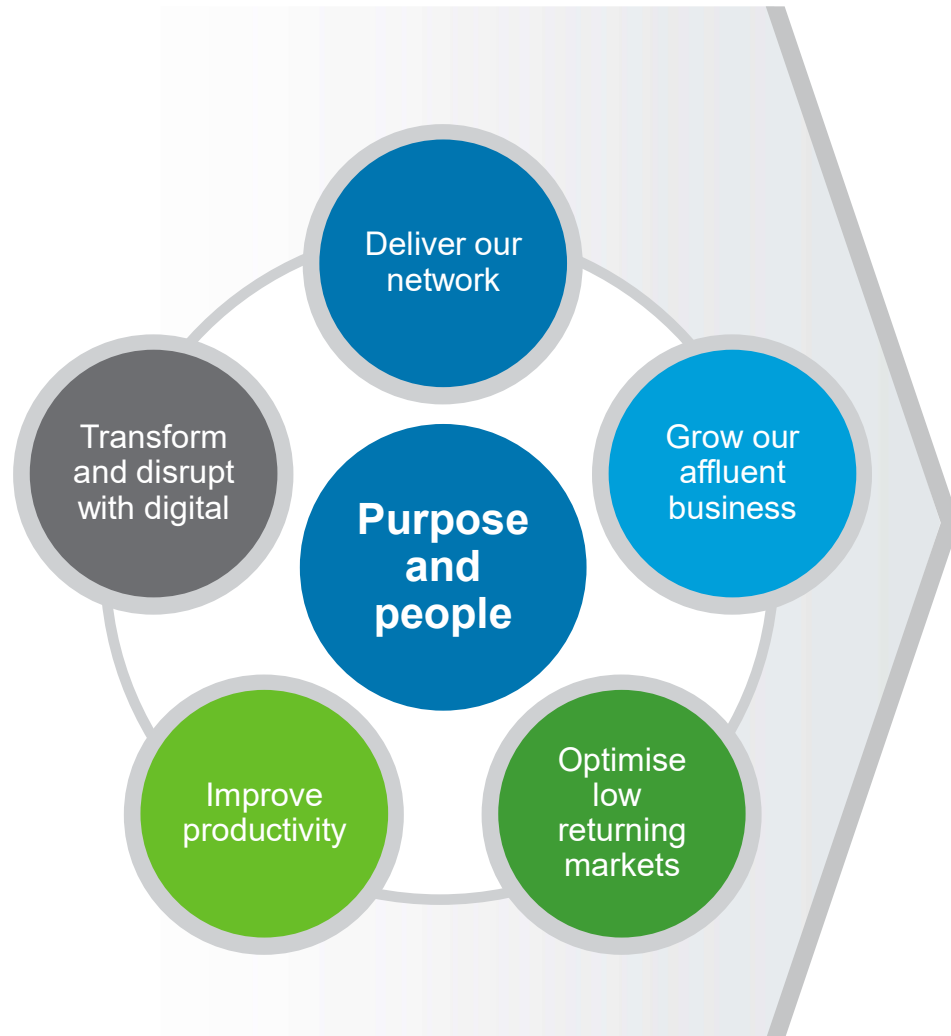 Deliver our
network
Grow our
affluent
business
Optimise
low
returning
markets
Improve
productivity
Transform
and disrupt
with digital
Purpose
and
people